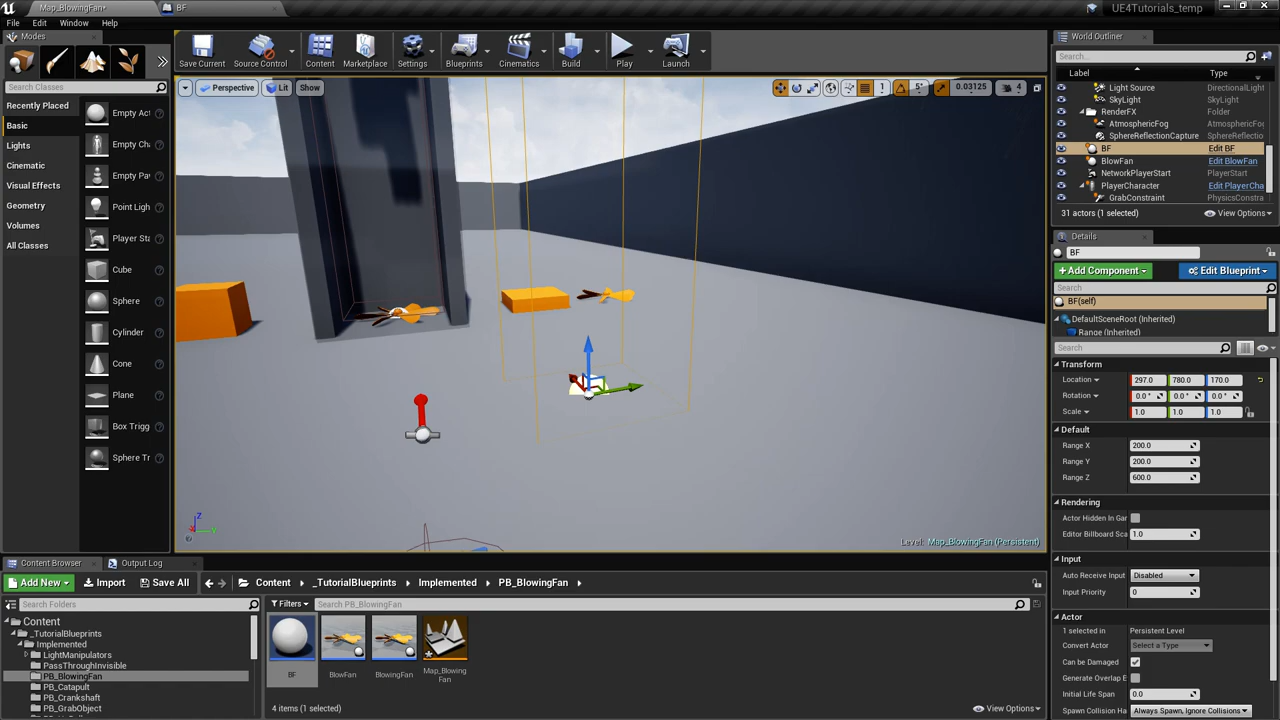 Map_BlowingFan*
BF
UE4Tutorials_temp
File Edit Window Help
Modes
World Outliner
Save Current
Source Control
Content
Marketplace
Settings
Blueprints
Cinematics
Build
Play
Launch
Search Classes
Recently Placed
Basic
Lights
Cinematic
Visual Effects
Geometry
Volumes
All Classes
Empty Act
Empty Cha
Empty Pa
Point Ligh
Player Sta
Cube
Sphere
Cylinder
Cone
Plane
Box Trigg
Sphere Tr
Perspective
Lit
Show
1
5°
0.03125
4
Z
Y
Level: Map_BlowingFan (Persistent)
Search...
Label Type
Light Source DirectionalLight
SkyLight SkyLight
RenderFX Folder
AtmosphericFog AtmosphericFog
SphereReflectionCapture SphereReflectio
BF Edit BF
BlowFan Edit BlowFan
NetworkPlayerStart PlayerStart
PlayerCharacter Edit PlayerCha
GrabConstraint PhysicsConstra
31 actors (1 selected) View Options
Details
BF
+Add Component Edit Blueprint
Search
BF(self)
DefaultSceneRoot (Inherited)
Range (Inherited)
Search
Transform
Location 297.0 780.0 170.0
Rotation 0.0 ° 0.0 ° 0.0 °
Scale 1.0 1.0 1.0
Default
Range X 200.0
Range Y 200.0
Range Z 600.0
Rendering
Actor Hidden In Gar
Editor Billboard Sca 1.0
Input
Auto Receive Input Disabled
Input Priority 0
Actor
1 selected in Persistent Level
Convert Actor Select a Type
Can be Damaged
Generate Overlap E
Initial Life Span 0.0
Spawn Collision Ha Always Spawn, Ignore Collisions
Content Browser
Output Log
Add New Import Save All Content _TutorialBlueprints Implemented PB_BlowingFan
Search Folders
Filters Search PB_BlowingFan
Content
_TutorialBlueprints
Implemented
LightManipulators
PassThroughInvisible
PB_BlowingFan
PB_Catapult
PB_Crankshaft
PB_GrabObject
BF
BlowFan
BlowingFan
Map_Blowing
Fan
4 items (1 selected)
View Options